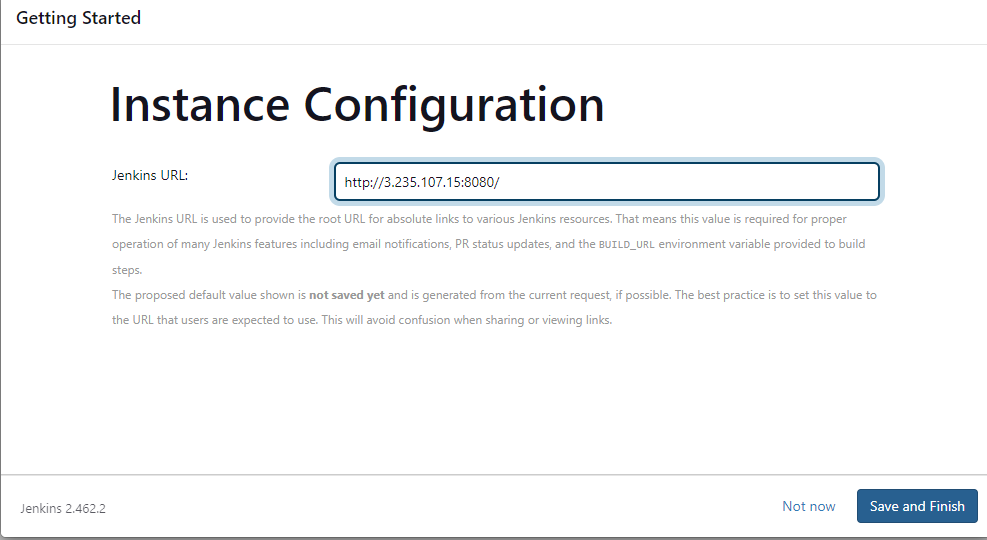 Getting Started
Instance Configuration
Jenkins URL:
http://3.235.107.15:8080/
The Jenkins URL is used to provide the root URL for absolute links to various Jenkins resources. That means this value is required for proper
operation of many Jenkins features including email notifications, PR status updates, and the BUILD_URL environment variable provided to build
steps.
The proposed default value shown is not saved yet and is generated from the current request, if possible. The best practice is to set this value to
the URL that users are expected to use. This will avoid confusion when sharing or viewing links.
Jenkins 2.462.2
Not now
Save and Finish